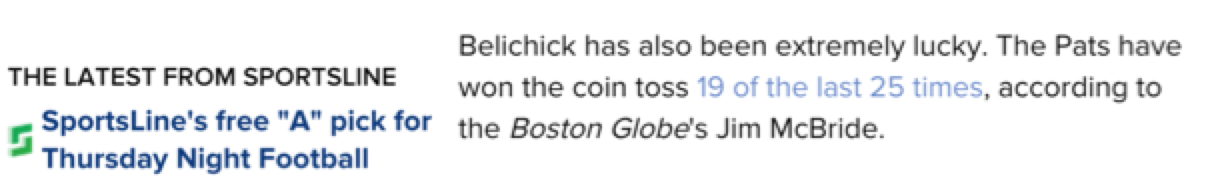 THE LATEST FROM SPORTSLINE
SportsLine's free "A" pick for
Thursday Night Football
Belichick has also been extremely lucky. The Pats have
won the coin toss 19 of the last 25 times, according to
the Boston Globe's Jim McBride.